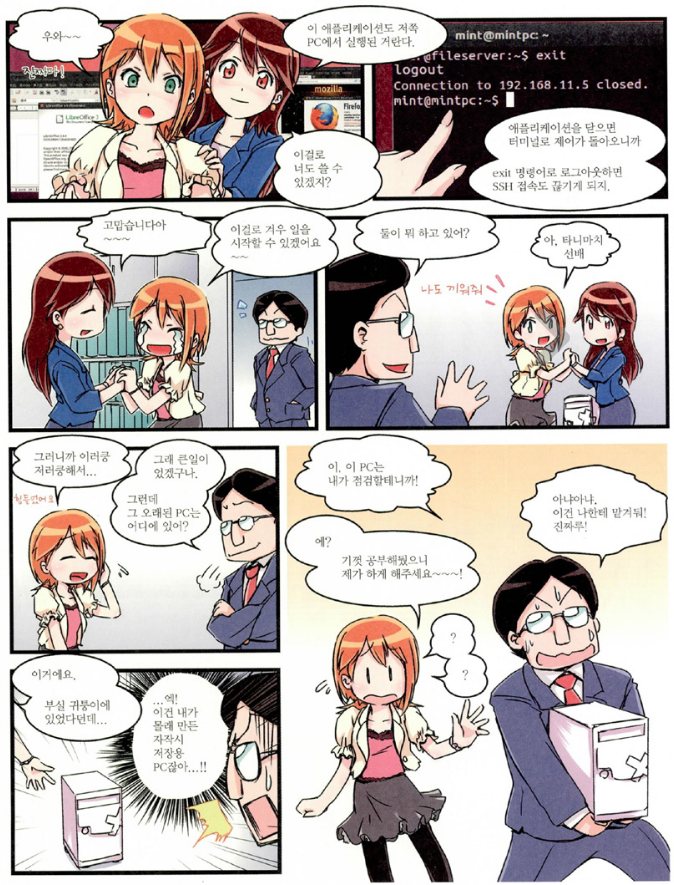 우와~~
진짜다!
이 애플리케이션도 저쪽
PC에서 실행된 거란다.
LibreOffice
mozilla
Firefo
이걸로
너도 쓸 수
있겠지?
mint@mintpc: ~
@fileserver:~$ exit
logout
Connection to 192.168.11.5 closed.
mint@mintpc:~$
애플리케이션을 닫으면
터미널로 제어가 돌아오니까
exit 명령어로 로그아웃하면
SSH 접속도 끊기게 되지.
고맙습니다아
~~~
이걸로 겨우 일을
시작할 수 있겠어요
~~
둘이 뭐 하고 있어?
나도 끼워줘
아. 타니마치
선배
그러니까 이러쿵
저러쿵해서...
힘들었어요
그래 큰일이
었겠구나.
그런데
그 오래된 PC는
어디에 있어?
이거에요.
부실 귀퉁이에
있었다던데...
...엑!
이건 내가
몰래 만든
자작시
저장용
PC잖아...!!
이. 이 PC는
내가 점검할테니까!
에?
기껏 공부해뒀으니
제가 하게 해주세요~~~!
?
?
아냐아냐.
이건 나한테 맡겨둬!
진짜루!